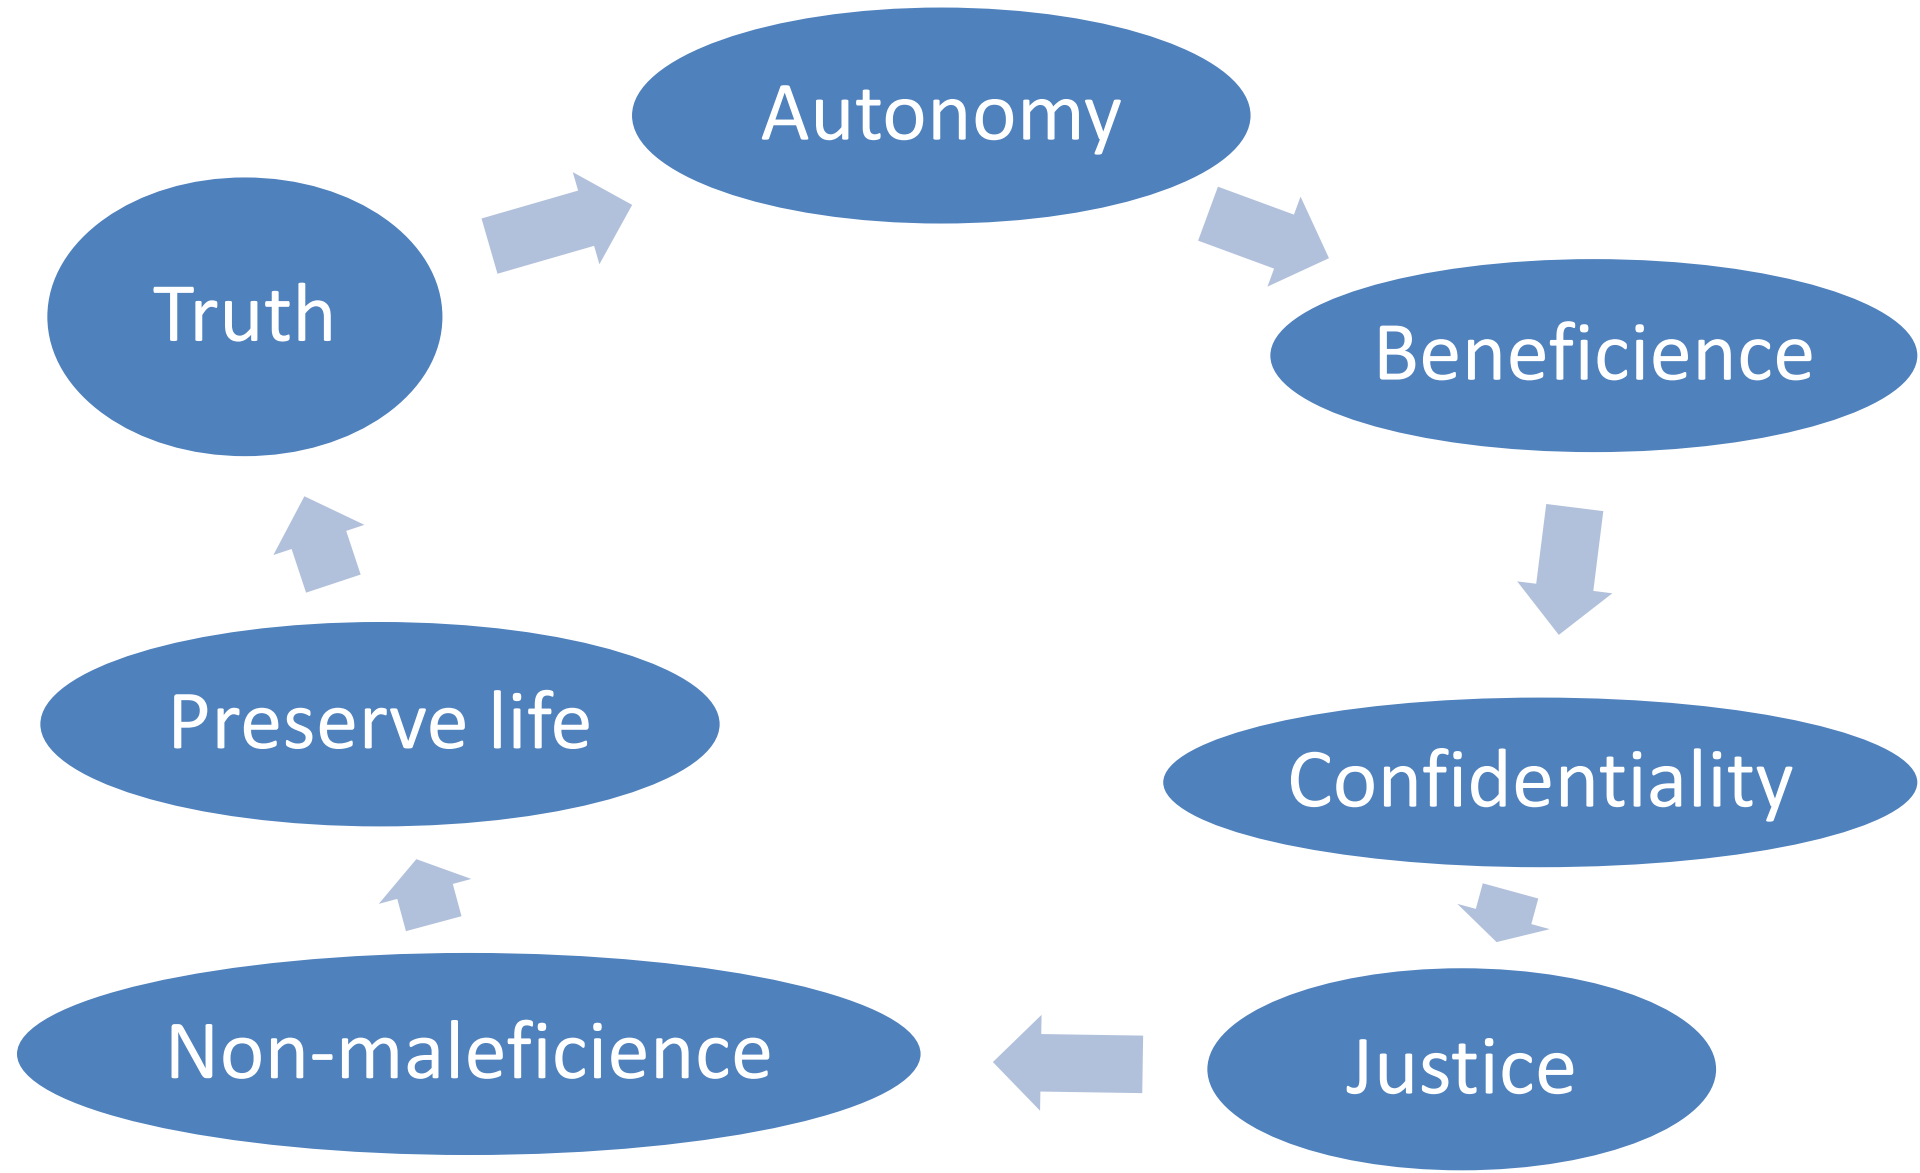 Autonomy
Beneficience
Confidentiality
Justice
Non-maleficience
Preserve life
Truth